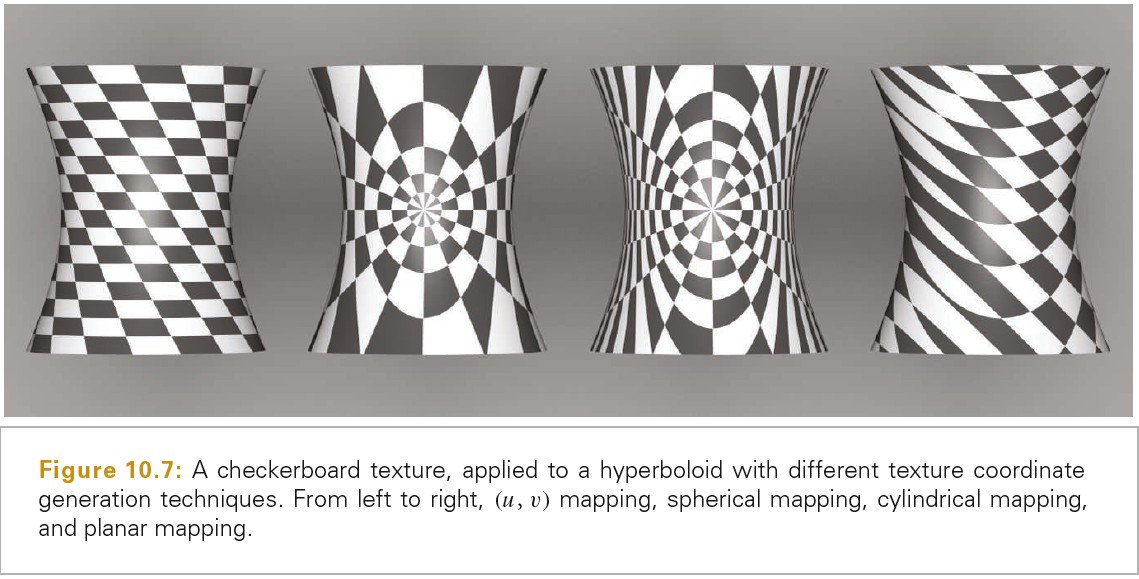 Figure 10.7: A checkerboard texture, applied to a hyperboloid with different texture coordinate
generation techniques. From left to right, (u, v) mapping, spherical mapping, cylindrical mapping,
and planar mapping.